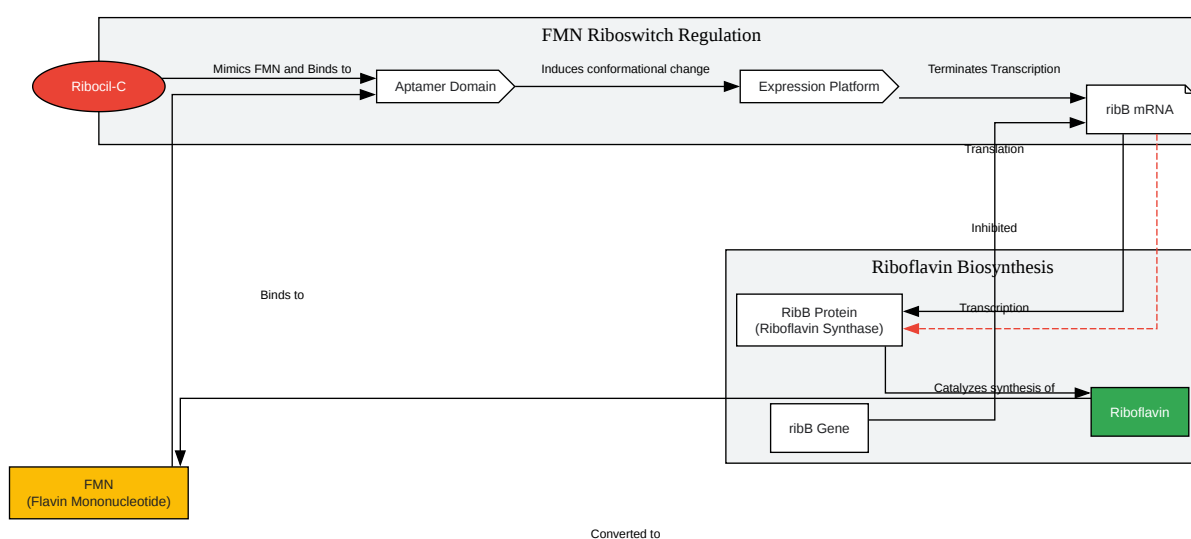 FMN Riboswitch Regulation
Mimics FMN and Binds to
Induces conformational change
Terminates Transcription
Ribocil-C
Aptamer Domain
Expression Platform
ribB mRNA
Translation
Inhibited
Riboflavin Biosynthesis
Binds to
Transcription
RibB Protein
(Riboflavin Synthase)
Catalyzes synthesis of
Riboflavin
ribB Gene
FMN
(Flavin Mononucleotide)
Converted to